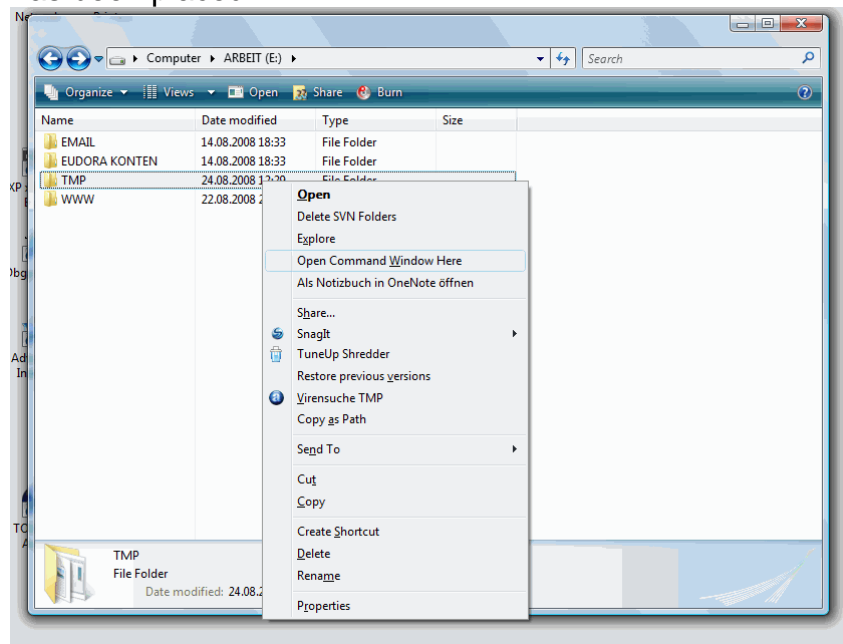 Computer ▸ ARBEIT (E:) ▸
Search
Organize Views Open Share Burn
Name Date modified Type Size
EMAIL 14.08.2008 18:33 File Folder
EUDORA KONTEN 14.08.2008 18:33 File Folder
TMP 24.08.2008 File Folder
WWW 22.08.2008
Open
Delete SVN Folders
Explore
Open Command Window Here
Als Notizbuch in OneNote öffnen
Share...
SnagIt
TuneUp Shredder
Restore previous versions
Virensuche TMP
Copy as Path
Send To
Cut
Copy
Create Shortcut
Delete
Rename
Properties
TMP
File Folder
Date modified: 24.08.2